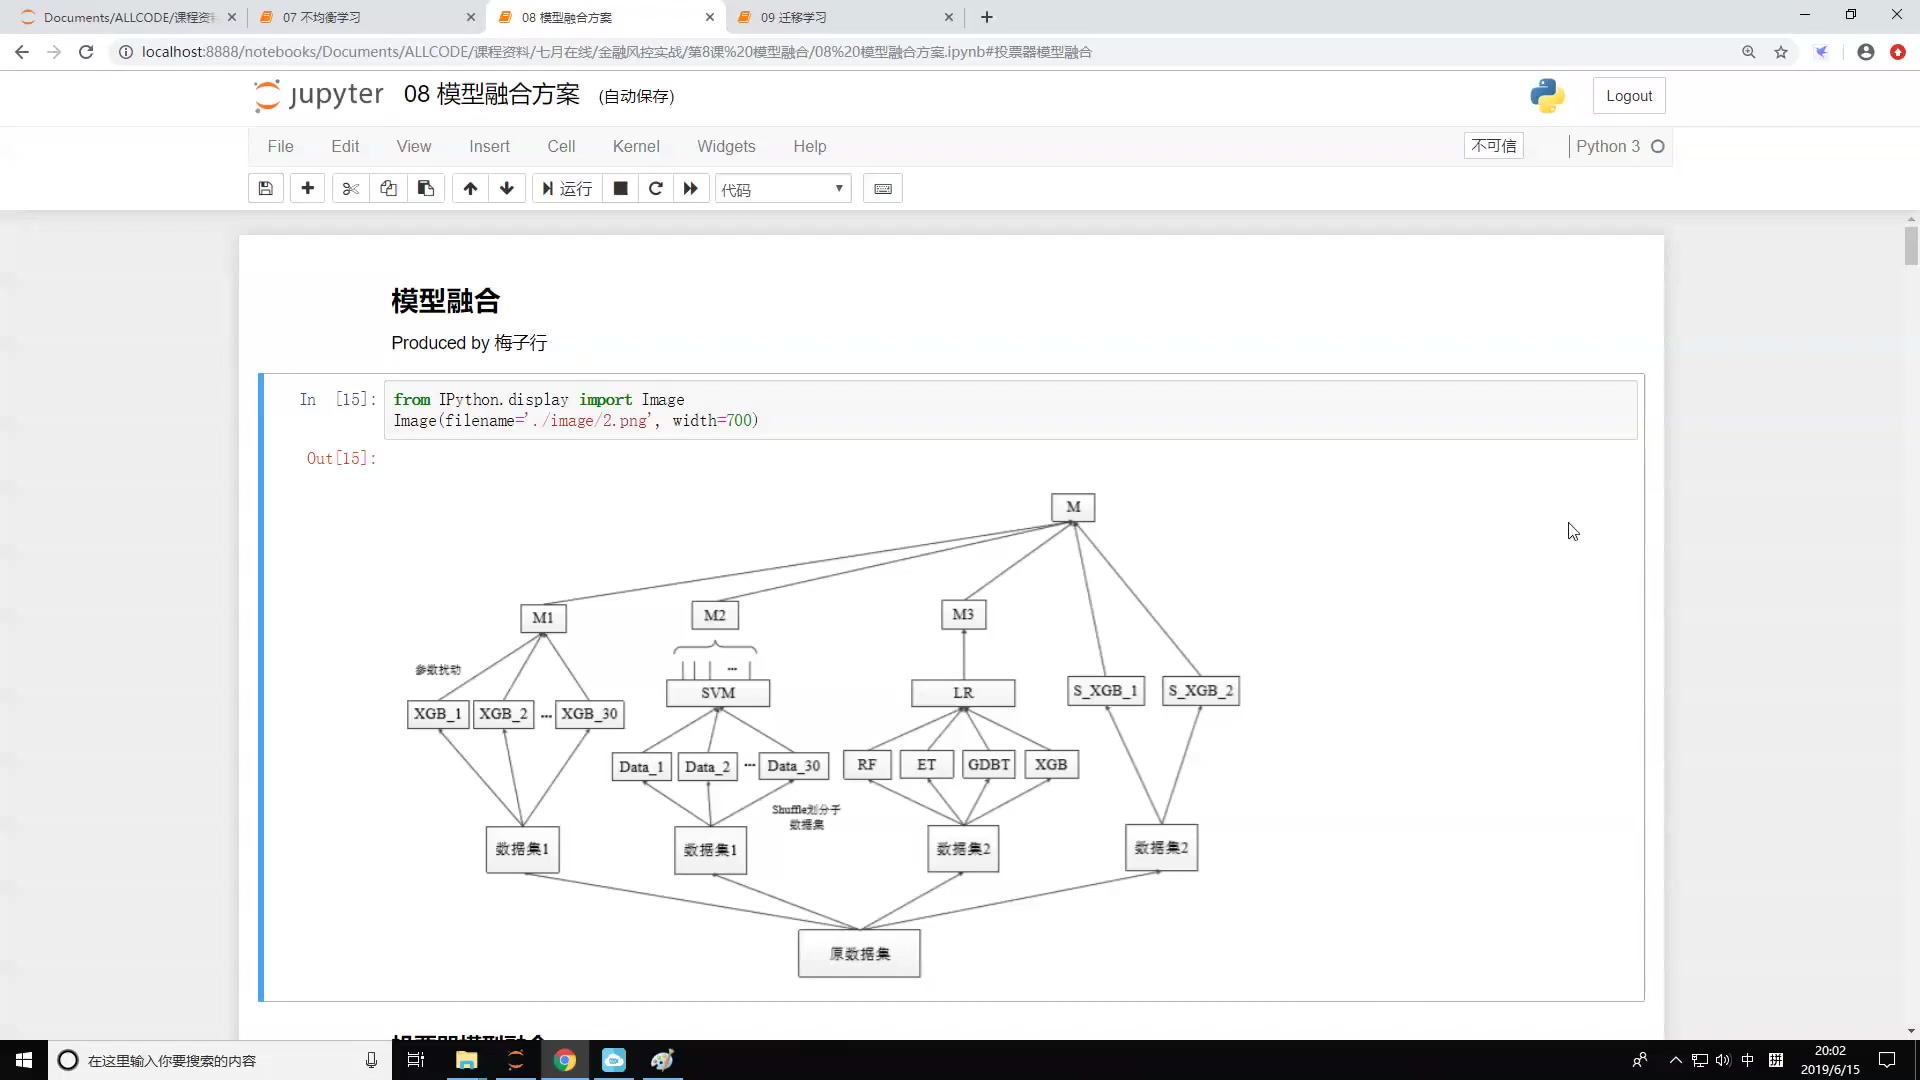 Documents/ALLCODE/课程资料
07 不均衡学习
08 模型融合方案
09 迁移学习
localhost:8888/notebooks/Documents/ALLCODE/课程资料/七月在线/金融风控实战/第8课%20模型融合/08%20模型融合方案.ipynb#投票器模型融合
jupyter 08 模型融合方案 (自动保存)
Logout
File Edit View Insert Cell Kernel Widgets Help
不可信 Python 3
运行 代码
模型融合
Produced by 梅子行
In [15]: from IPython.display import Image
Image(filename='./image/2.png', width=700)
Out[15]:
M
M1 M2 M3
参数扰动
...
SVM LR S_XGB_1 S_XGB_2
XGB_1 XGB_2 ... XGB_30
Data_1 Data_2 ... Data_30 RF ET GDBT XGB
Shuffle划分子
数据集
数据集1 数据集1 数据集2 数据集2
原数据集
投票器模型融合
在这里输入你要搜索的内容
中
20:02
2019/6/15